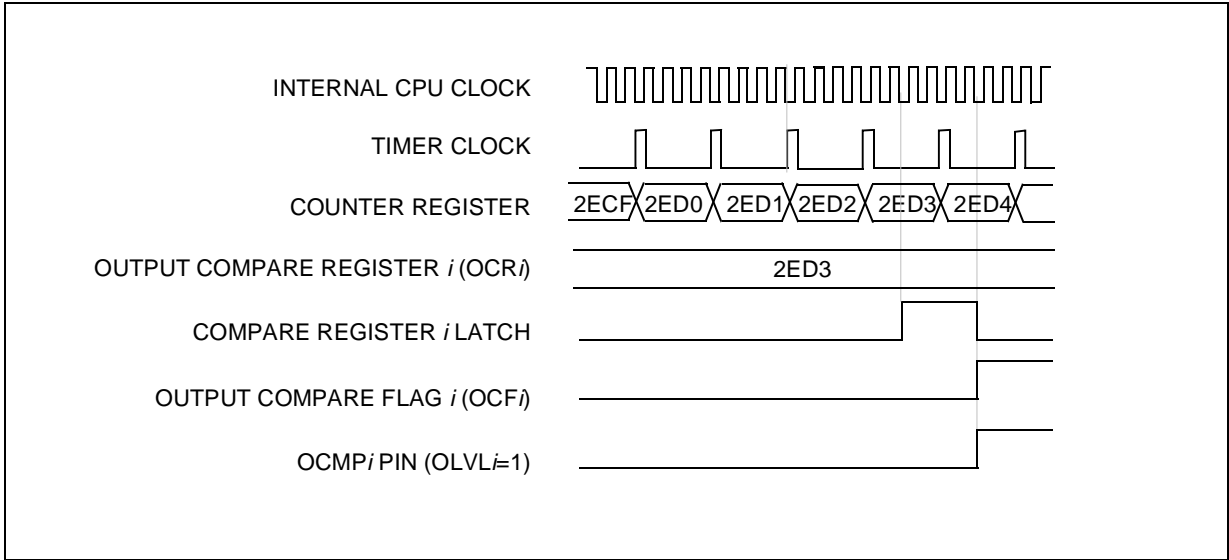 INTERNAL CPU CLOCK
TIMER CLOCK
COUNTER REGISTER 2ECF 2ED0 2ED1 2ED2 2ED3 2ED4
OUTPUT COMPARE REGISTER i (OCRi) 2ED3
COMPARE REGISTER i LATCH
OUTPUT COMPARE FLAG i (OCFi)
OCMPi PIN (OLVLi=1)